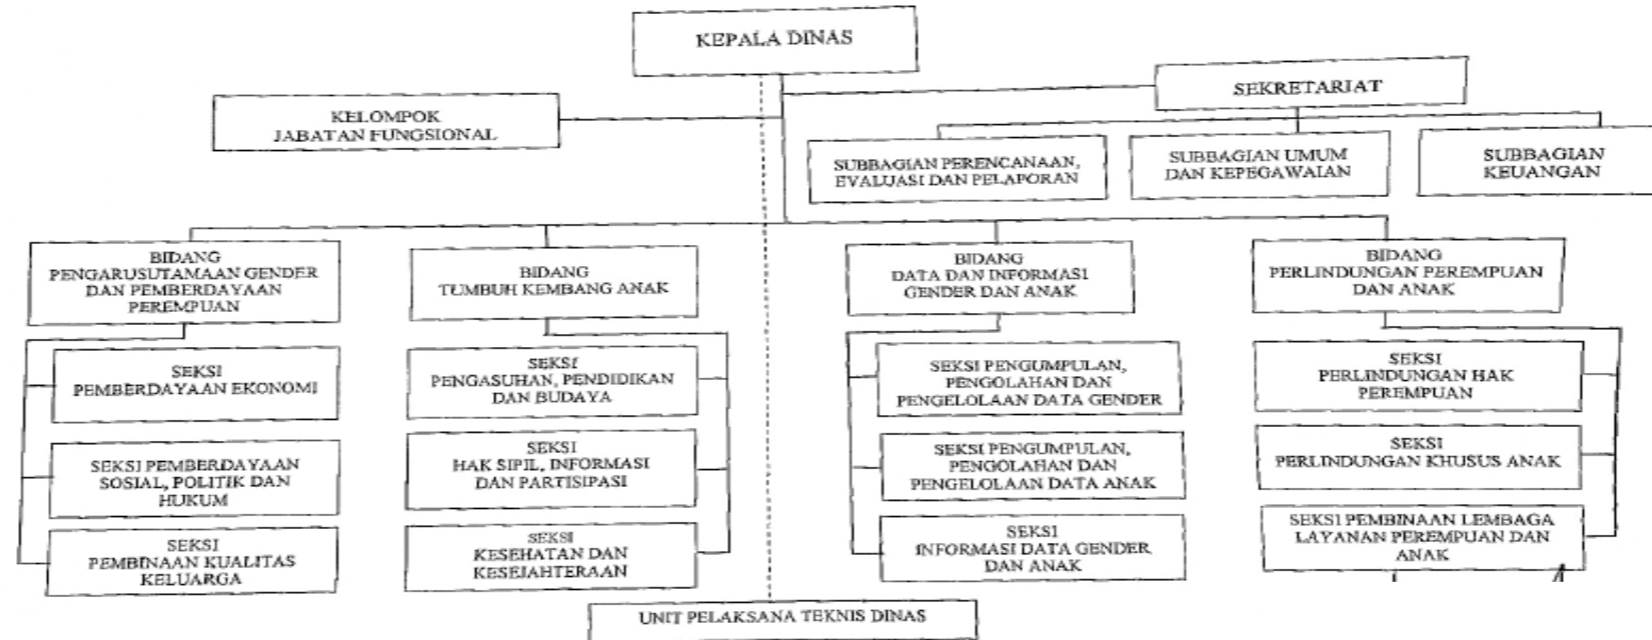 KEPALA DINAS
SEKRETARIAT
KELOMPOK
JABATAN FUNGSIONAL
SUBBAGIAN PERENCANAAN,
EVALUASI DAN PELAPORAN
SUBBAGIAN UMUM
DAN KEPEGAWAIAN
SUBBAGIAN
KEUANGAN
BIDANG
PENGARUSUTAMAAN GENDER
DAN PEMBERDAYAAN
PEREMPUAN
BIDANG
TUMBUH KEMBANG ANAK
BIDANG
DATA DAN INFORMASI
GENDER DAN ANAK
BIDANG
PERLINDUNGAN PEREMPUAN
DAN ANAK
SEKSI
PEMBERDAYAAN EKONOMI
SEKSI
PENGASUHAN, PENDIDIKAN
DAN BUDAYA
SEKSI PENGUMPULAN,
PENGOLAHAN DAN
PENGELOLAAN DATA GENDER
SEKSI
PERLINDUNGAN HAK
PEREMPUAN
SEKSI PEMBERDAYAAN
SOSIAL, POLITIK DAN
HUKUM
SEKSI
HAK SIPIL, INFORMASI
DAN PARTISIPASI
SEKSI PENGUMPULAN,
PENGOLAHAN DAN
PENGELOLAAN DATA ANAK
SEKSI
PERLINDUNGAN KHUSUS ANAK
SEKSI
PEMBINAAN KUALITAS
KELUARGA
SEKSI
KESEHATAN DAN
KESEJAHTERAAN
SEKSI
INFORMASI DATA GENDER
DAN ANAK
SEKSI PEMBINAAN LEMBAGA
LAYANAN PEREMPUAN DAN
ANAK
UNIT PELAKSANA TEKNIS DINAS